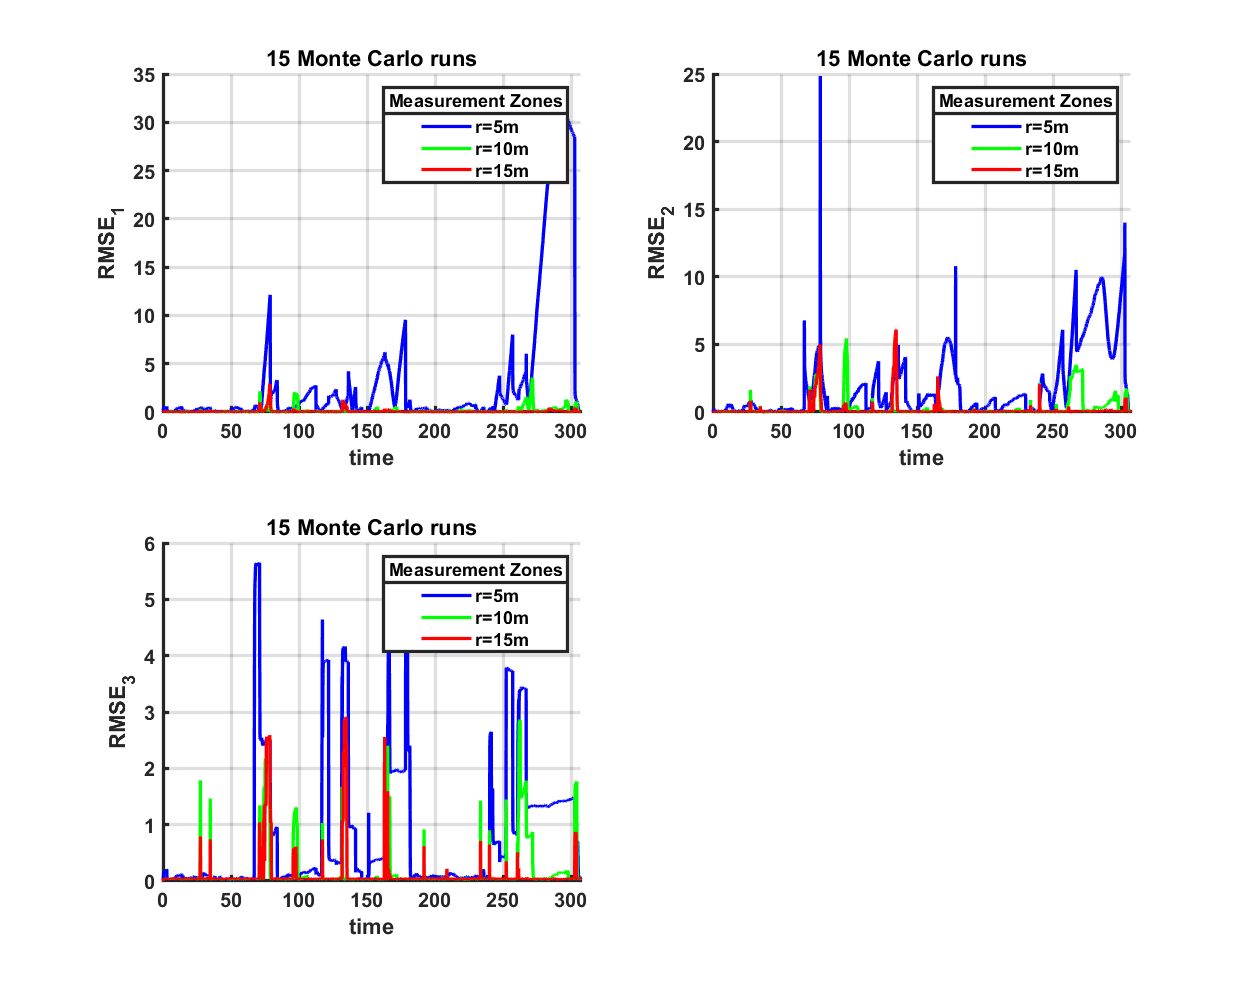 15 Monte Carlo runs
35
30
25
20
15
10
5
0
RMSE1
Measurement Zones
r=5m
r=10m
r=15m
0 50 100 150 200 250 300
time
15 Monte Carlo runs
25
20
15
10
5
0
RMSE2
Measurement Zones
r=5m
r=10m
r=15m
0 50 100 150 200 250 300
time
15 Monte Carlo runs
6
5
4
3
2
1
0
RMSE3
Measurement Zones
r=5m
r=10m
r=15m
0 50 100 150 200 250 300
time